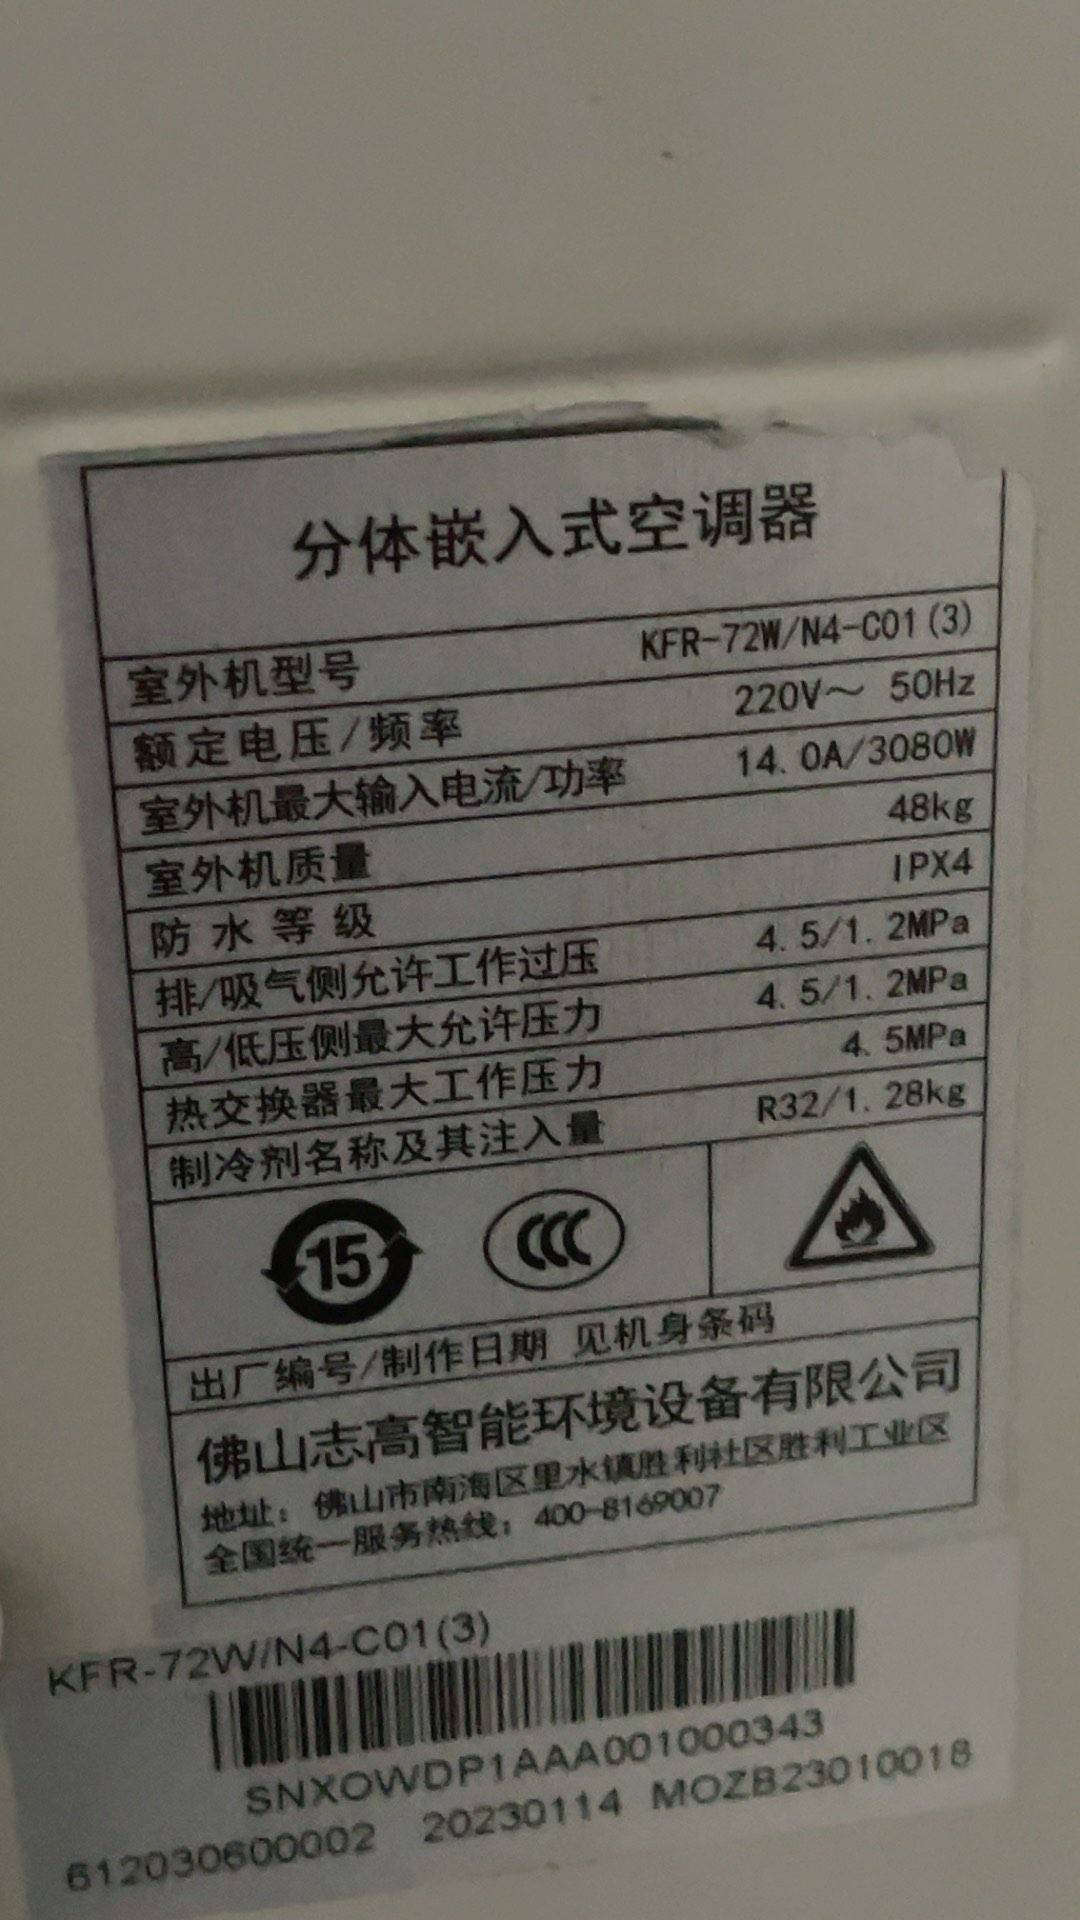 分体嵌入式空调器
室外机型号 KFR-72W/N4-C01(3)
额定电压/频率 220V～ 50Hz
室外机最大输入电流/功率 14.0A/3080W
室外机质量 48kg
防水等级 IPX4
排/吸气侧允许工作过压 4.5/1.2MPa
高/低压侧最大允许压力 4.5/1.2MPa
热交换器最大工作压力 4.5MPa
制冷剂名称及其注入量 R32/1.28kg
15 CCC
出厂编号/制作日期 见机身条码
佛山志高智能环境设备有限公司
地址：佛山市南海区里水镇胜利社区胜利工业区
全国统一服务热线：400-8169007
KFR-72W/N4-C01(3)
SNXOWDP1AAA001000343
612030600002 20230114 MOZB23010018